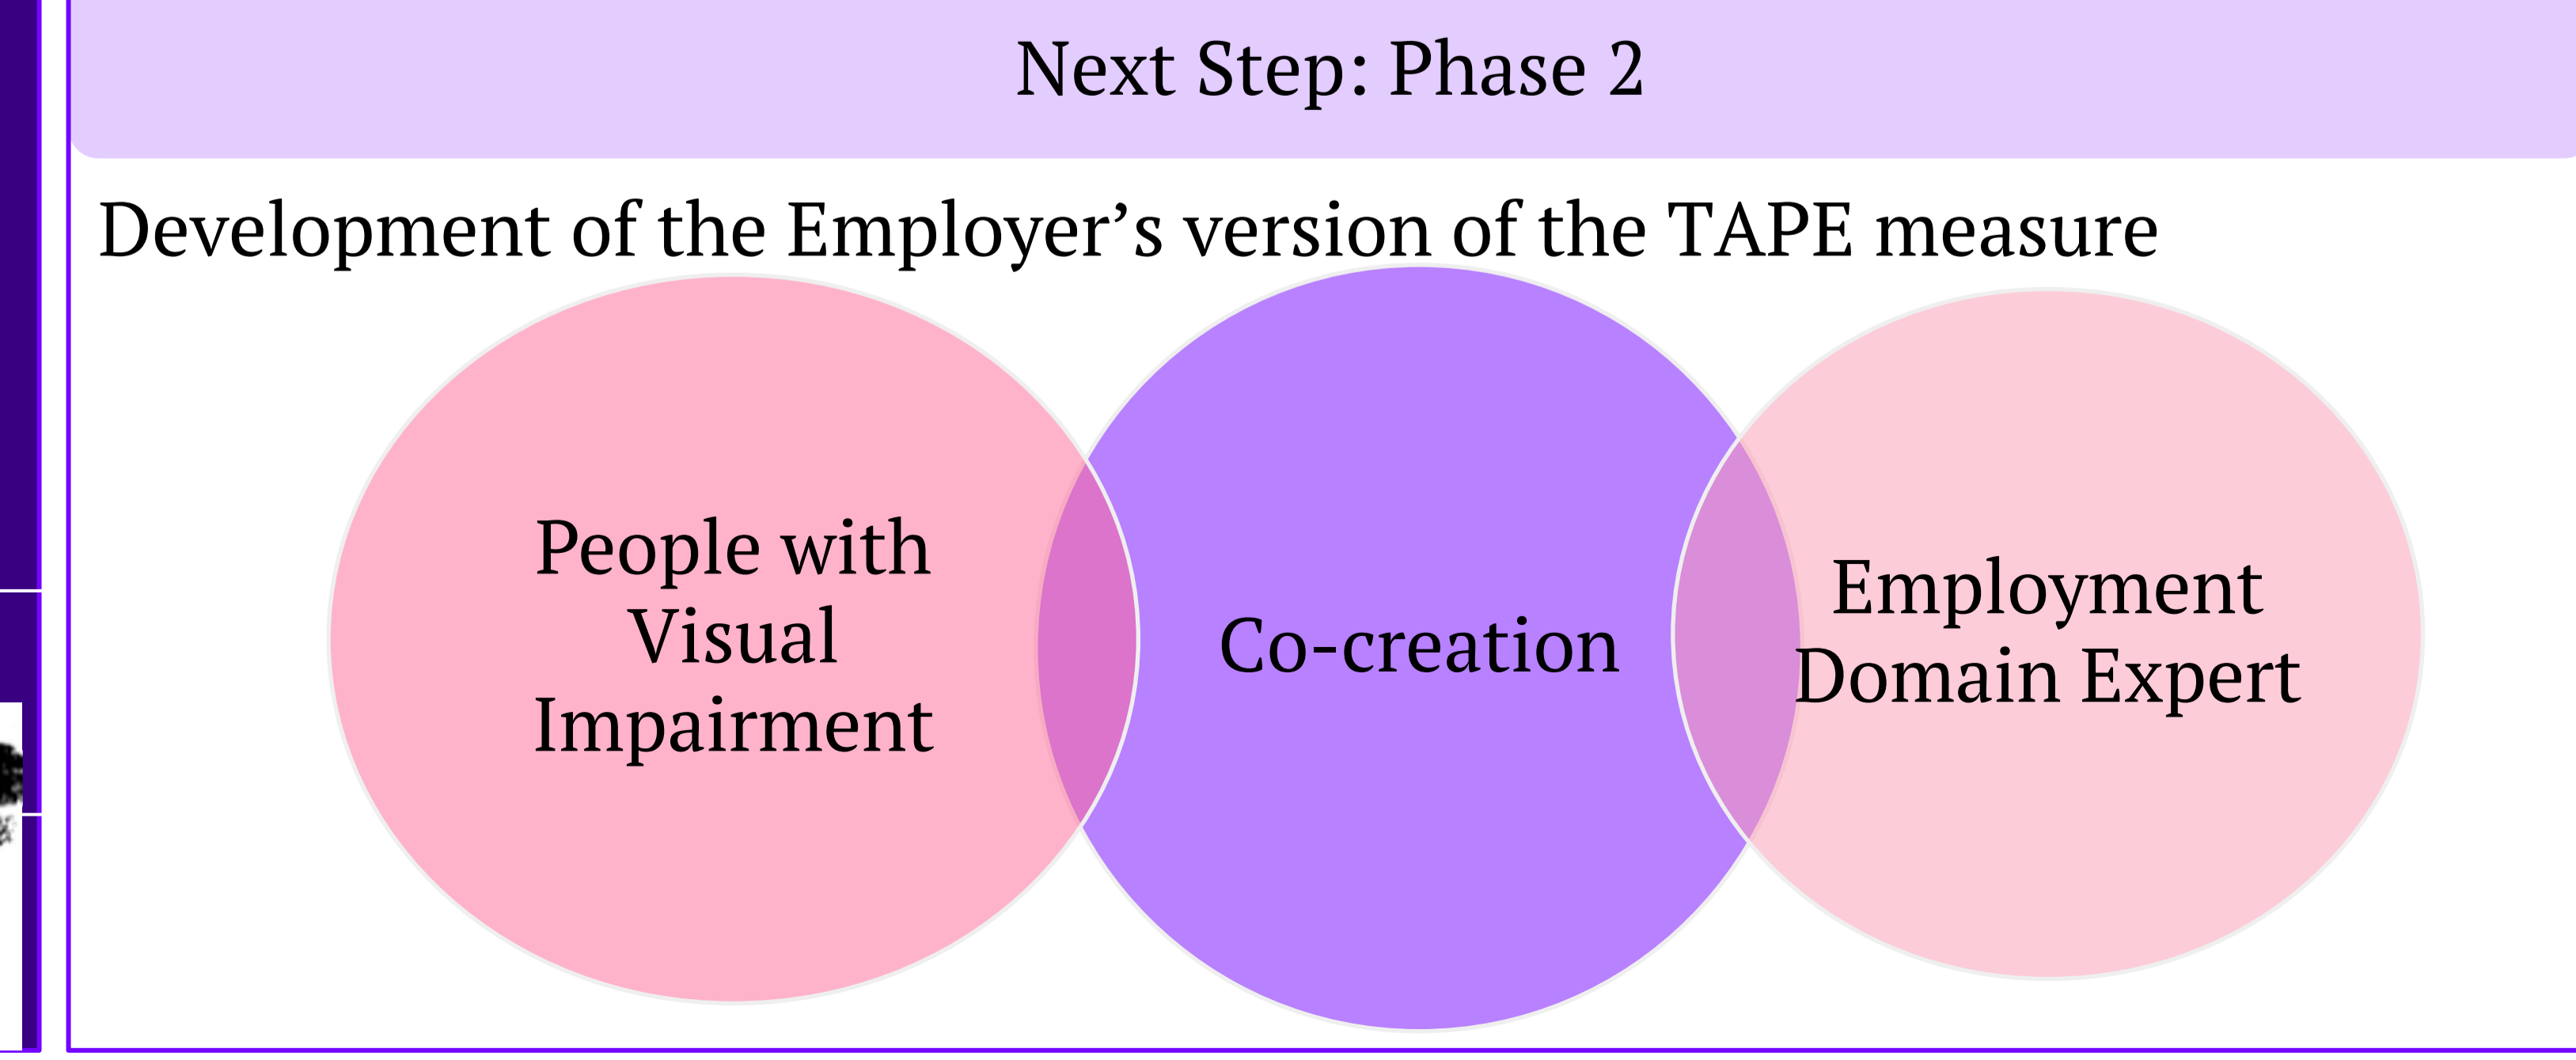 Next Step: Phase 2
Development of the Employer’s version of the TAPE measure
People with
Visual
Impairment
Co-creation
Employment
Domain Expert